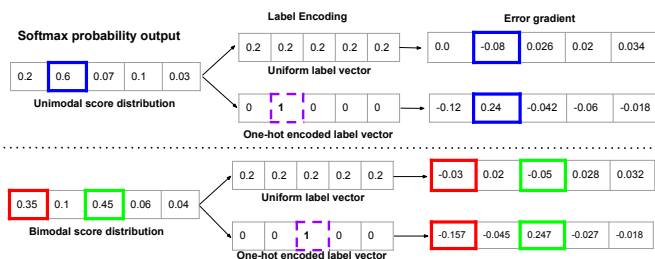 Label Encoding
Error gradient
Softmax probability output
0.2 0.2 0.2 0.2 0.2
0.0 -0.08 0.026 0.02 0.034
Uniform label vector
0.2 0.6 0.07 0.1 0.03
Unimodal score distribution
0 1 0 0 0
-0.12 0.24 -0.042 -0.06 -0.018
One-hot encoded label vector
0.2 0.2 0.2 0.2 0.2
-0.03 0.02 -0.05 0.028 0.032
Uniform label vector
0.35 0.1 0.45 0.06 0.04
Bimodal score distribution
0 0 1 0 0
-0.157 -0.045 0.247 -0.027 -0.018
One-hot encoded label vector